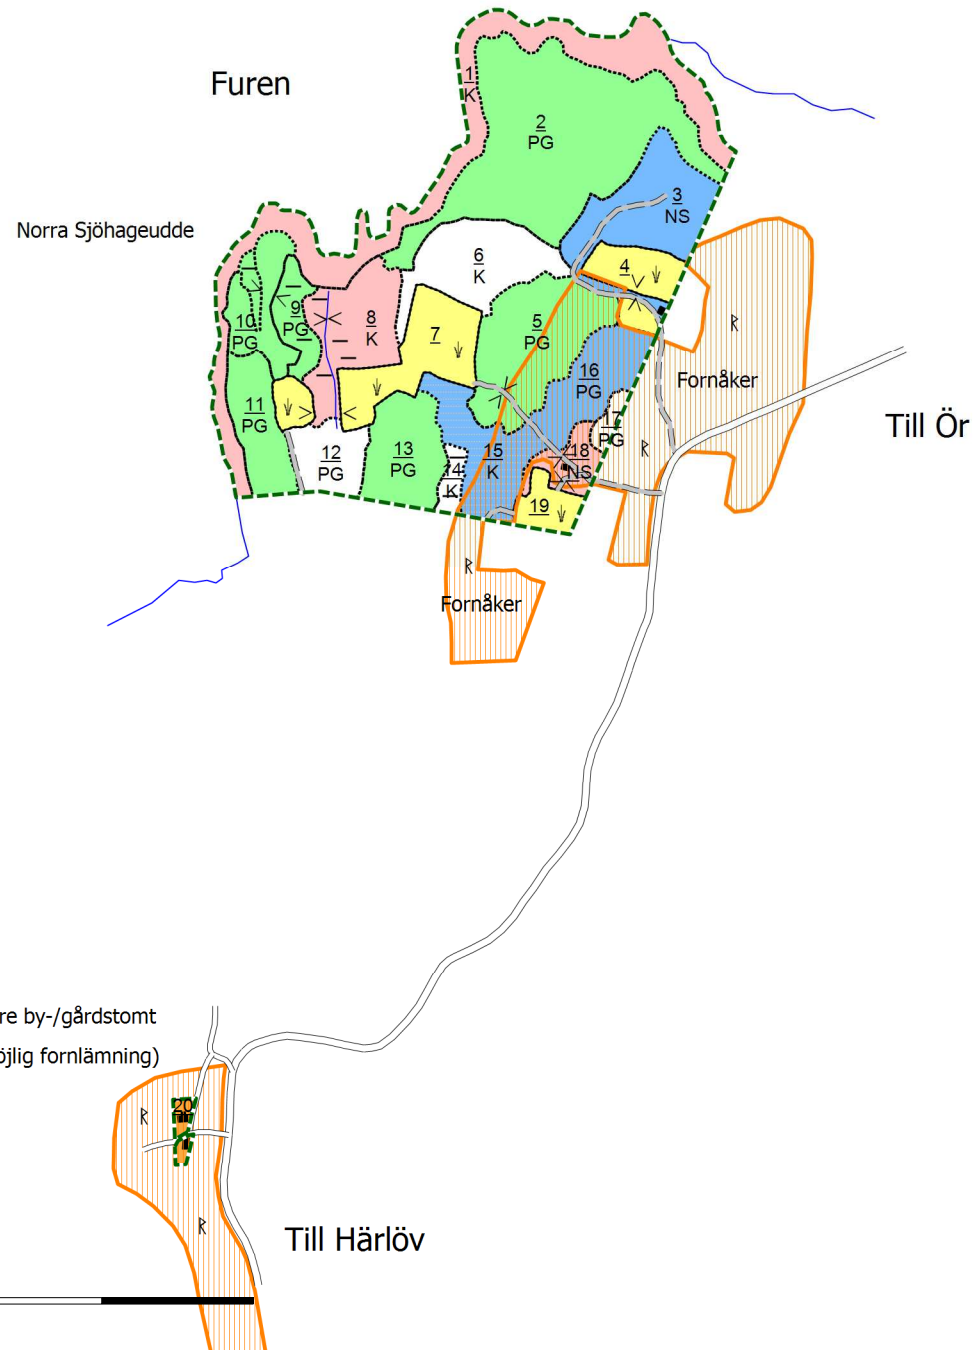 Furen
1
K
2
PG
3
NS
Norra Sjöhageudde
6
K
4
9
PG
10
PG
8
K
7
5
PG
ᚱ
16
PG
Fornåker
11
PG
17
PG
Till Ör
12
PG
13
PG
14
K
15
K
18
NS
ᚱ
19
ᚱ
Fornåker
re by-/gårdstomt
öjlig fornlämning)
20
ᚱ
ᚱ
Till Härlöv